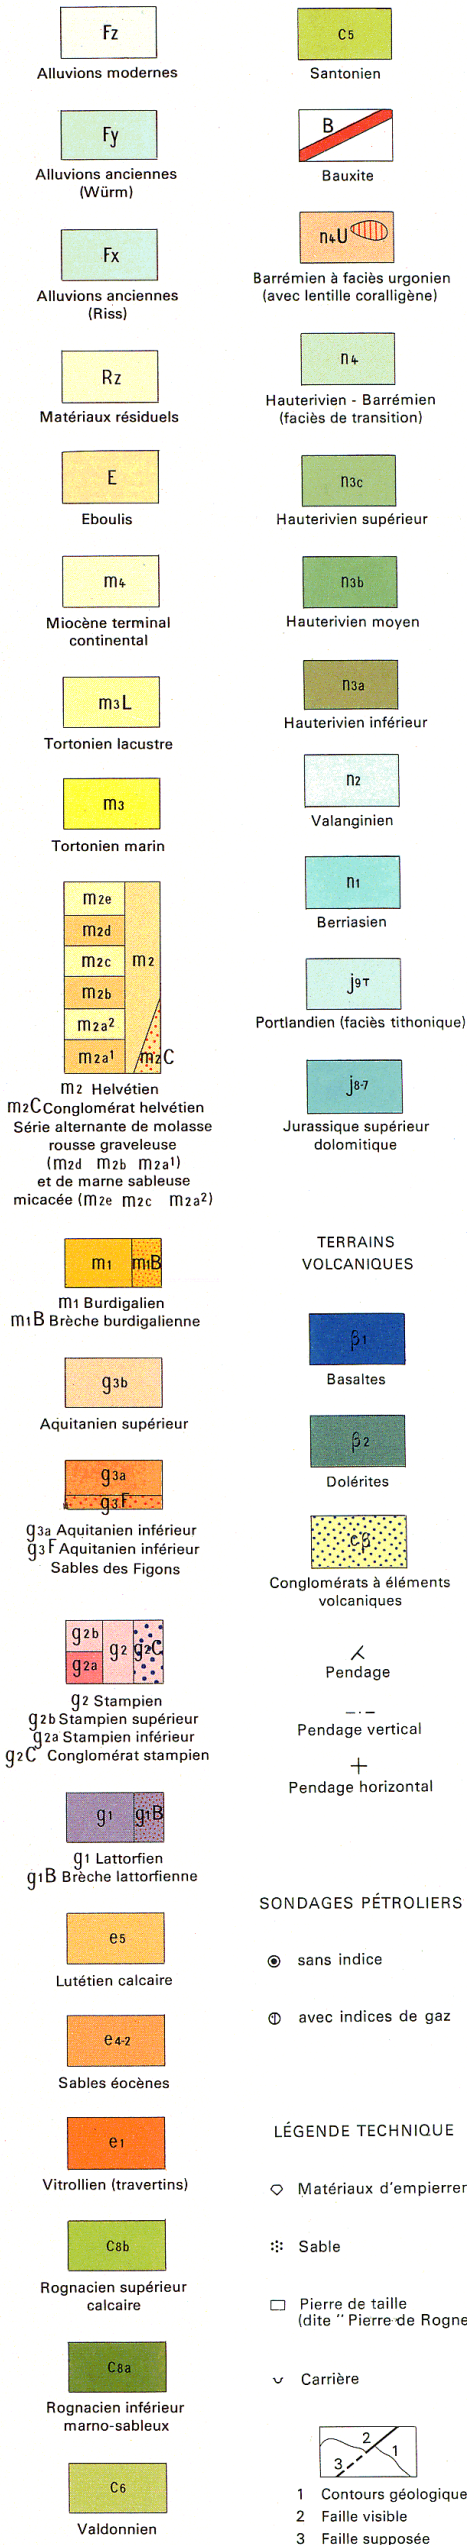 Fz
Alluvions modernes
Fy
Alluvions anciennes
(Würm)
Fx
Alluvions anciennes
(Riss)
Rz
Matériaux résiduels
E
Eboulis
m4
Miocène terminal
continental
m3L
Tortonien lacustre
m3
Tortonien marin
m2e
m2d
m2c
m2
m2b
m2a²
m2a¹
m2C
m2 Helvétien
m2C Conglomérat helvétien
Série alternante de molasse
rousse graveleuse
(m2d m2b m2a¹)
et de marne sableuse
micacée (m2e m2c m2a²)
m1 m1B
m1 Burdigalien
m1B Brèche burdigalienne
g3b
Aquitanien supérieur
g3a
g3F
g3a Aquitanien inférieur
g3F Aquitanien inférieur
Sables des Figons
g2b
g2 g2C
g2a
g2 Stampien
g2b Stampien supérieur
g2a Stampien inférieur
g2C Conglomérat stampien
g1 g1B
g1 Lattorfien
g1B Brèche lattorfienne
e5
Lutétien calcaire
e4-2
Sables éocènes
e1
Vitrollien (travertins)
C8b
Rognacien supérieur
calcaire
C8a
Rognacien inférieur
marno-sableux
C6
Valdonnien
C5
Santonien
B
Bauxite
n4U
Barrémien à faciès urgonien
(avec lentille coralligène)
n4
Hauterivien - Barrémien
(faciès de transition)
n3c
Hauterivien supérieur
n3b
Hauterivien moyen
n3a
Hauterivien inférieur
n2
Valanginien
n1
Berriasien
j9T
Portlandien (faciès tithonique)
j8-7
Jurassique supérieur
dolomitique
TERRAINS
VOLCANIQUES
β1
Basaltes
β2
Dolérites
cβ
Conglomérats à éléments
volcaniques
Pendage
Pendage vertical
Pendage horizontal
SONDAGES PÉTROLIERS
sans indice
avec indices de gaz
LÉGENDE TECHNIQUE
Matériaux d'empierrer
Sable
Pierre de taille
(dite " Pierre de Rogne
Carrière
2
1
3
1 Contours géologique
2 Faille visible
3 Faille supposée